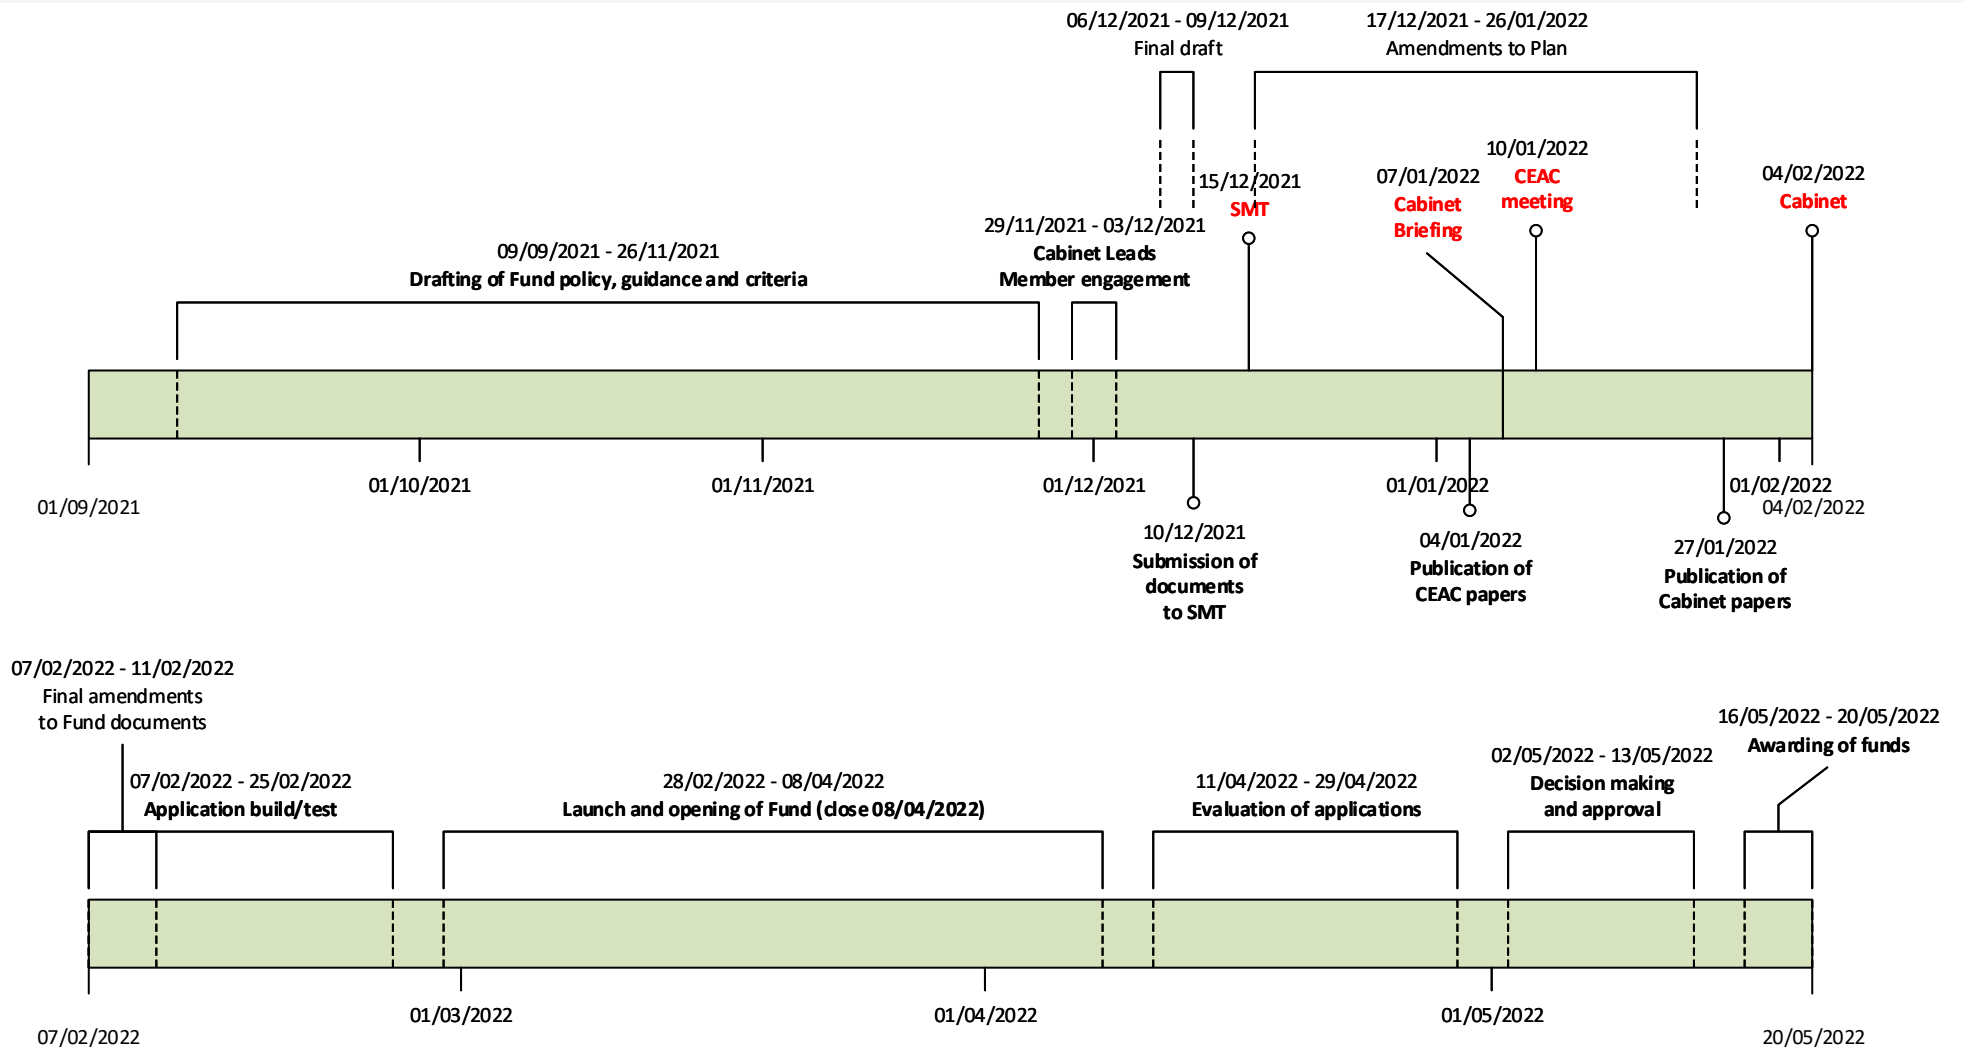 06/12/2021 - 09/12/2021
Final draft
17/12/2021 - 26/01/2022
Amendments to Plan
15/12/2021
SMT
07/01/2022
Cabinet
Briefing
10/01/2022
CEAC
meeting
04/02/2022
Cabinet
09/09/2021 - 26/11/2021
Drafting of Fund policy, guidance and criteria
29/11/2021 - 03/12/2021
Cabinet Leads
Member engagement
01/09/2021
01/10/2021
01/11/2021
01/12/2021
01/01/2022
01/02/2022
04/02/2022
10/12/2021
Submission of
documents
to SMT
04/01/2022
Publication of
CEAC papers
27/01/2022
Publication of
Cabinet papers
07/02/2022 - 11/02/2022
Final amendments
to Fund documents
07/02/2022 - 25/02/2022
Application build/test
28/02/2022 - 08/04/2022
Launch and opening of Fund (close 08/04/2022)
11/04/2022 - 29/04/2022
Evaluation of applications
02/05/2022 - 13/05/2022
Decision making
and approval
16/05/2022 - 20/05/2022
Awarding of funds
07/02/2022
01/03/2022
01/04/2022
01/05/2022
20/05/2022